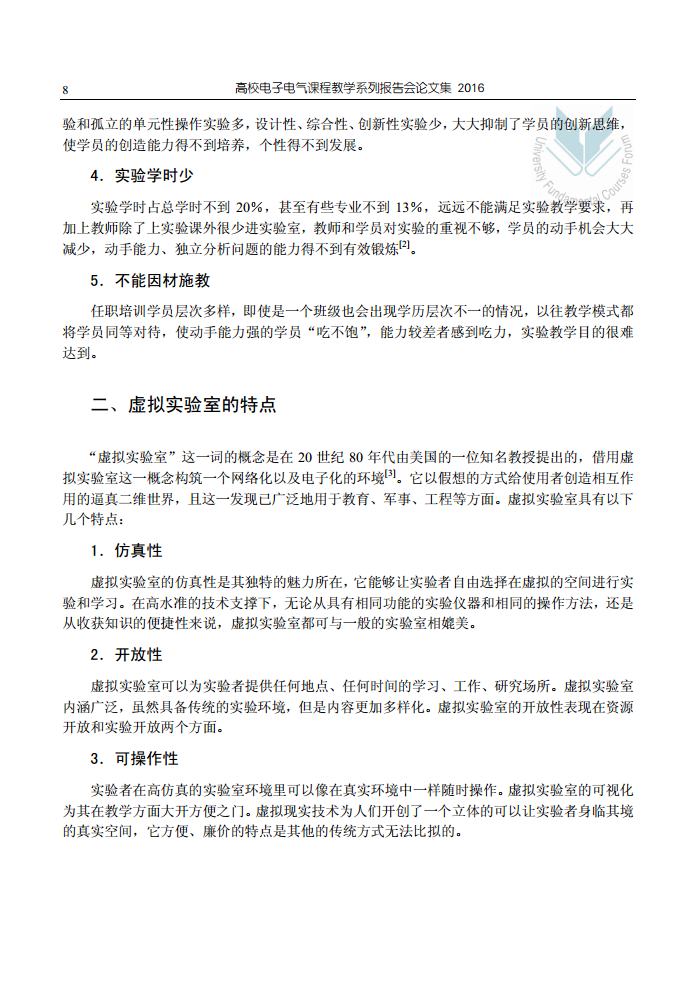 8
高校电子电气课程教学系列报告会论文集 2016
University Fundamental Courses Forum
验和孤立的单元性操作实验多，设计性、综合性、创新性实验少，大大抑制了学员的创新思维，
使学员的创造能力得不到培养，个性得不到发展。
4．实验学时少
实验学时占总学时不到 20%，甚至有些专业不到 13%，远远不能满足实验教学要求，再
加上教师除了上实验课外很少进实验室，教师和学员对实验的重视不够，学员的动手机会大大
减少，动手能力、独立分析问题的能力得不到有效锻炼[2]。
5．不能因材施教
任职培训学员层次多样，即使是一个班级也会出现学历层次不一的情况，以往教学模式都
将学员同等对待，使动手能力强的学员“吃不饱”，能力较差者感到吃力，实验教学目的很难
达到。
二、虚拟实验室的特点
“虚拟实验室”这一词的概念是在 20 世纪 80 年代由美国的一位知名教授提出的，借用虚
拟实验室这一概念构筑一个网络化以及电子化的环境[3]。它以假想的方式给使用者创造相互作
用的逼真二维世界，且这一发现已广泛地用于教育、军事、工程等方面。虚拟实验室具有以下
几个特点：
1．仿真性
虚拟实验室的仿真性是其独特的魅力所在，它能够让实验者自由选择在虚拟的空间进行实
验和学习。在高水准的技术支撑下，无论从具有相同功能的实验仪器和相同的操作方法，还是
从收获知识的便捷性来说，虚拟实验室都可与一般的实验室相媲美。
2．开放性
虚拟实验室可以为实验者提供任何地点、任何时间的学习、工作、研究场所。虚拟实验室
内涵广泛，虽然具备传统的实验环境，但是内容更加多样化。虚拟实验室的开放性表现在资源
开放和实验开放两个方面。
3．可操作性
实验者在高仿真的实验室环境里可以像在真实环境中一样随时操作。虚拟实验室的可视化
为其在教学方面大开方便之门。虚拟现实技术为人们开创了一个立体的可以让实验者身临其境
的真实空间，它方便、廉价的特点是其他的传统方式无法比拟的。